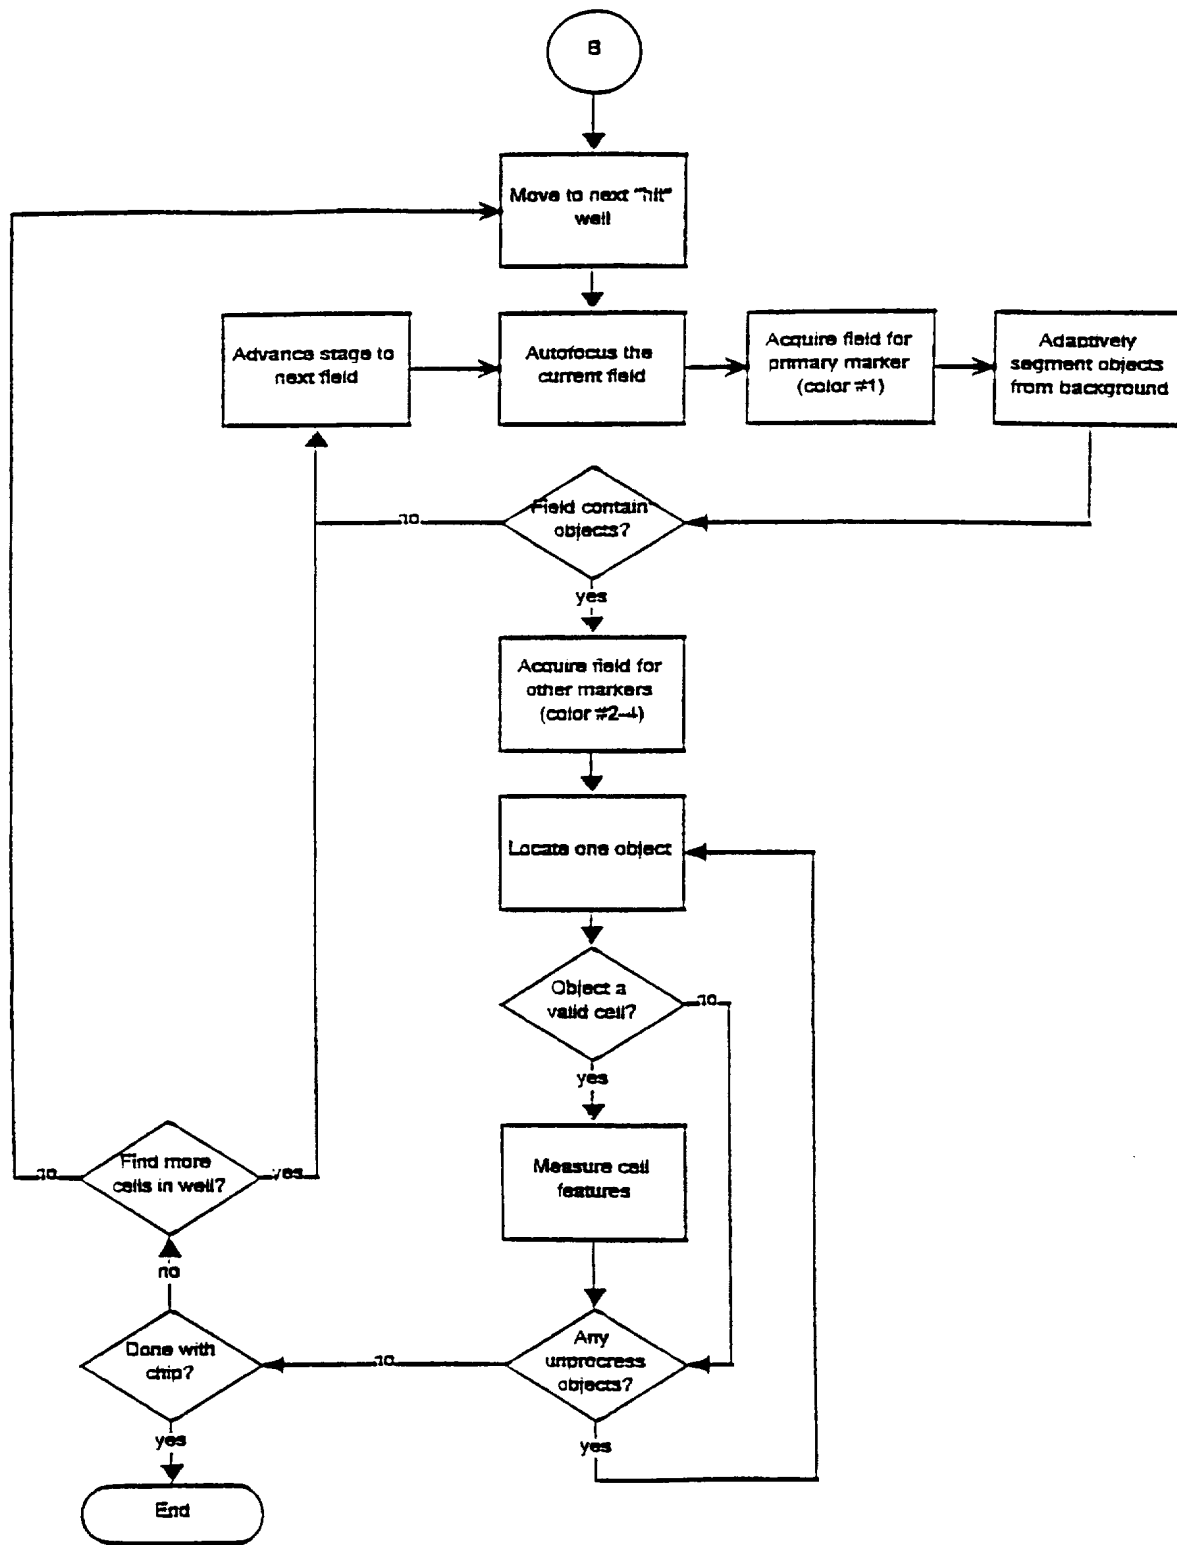 B
Move to next "hit"
well
Advance stage to
next field
Autofocus the
current field
Acquire field for
primary marker
(color #1)
Adaptively
segment objects
from background
Field contain
objects?
no
yes
Acquire field for
other markers
(color #2-4)
Locate one object
Object a
valid cell?
no
yes
Measure cell
features
Find more
cells in well?
no
yes
no
Done with
chip?
no
Any
unprocress
objects?
yes
yes
End